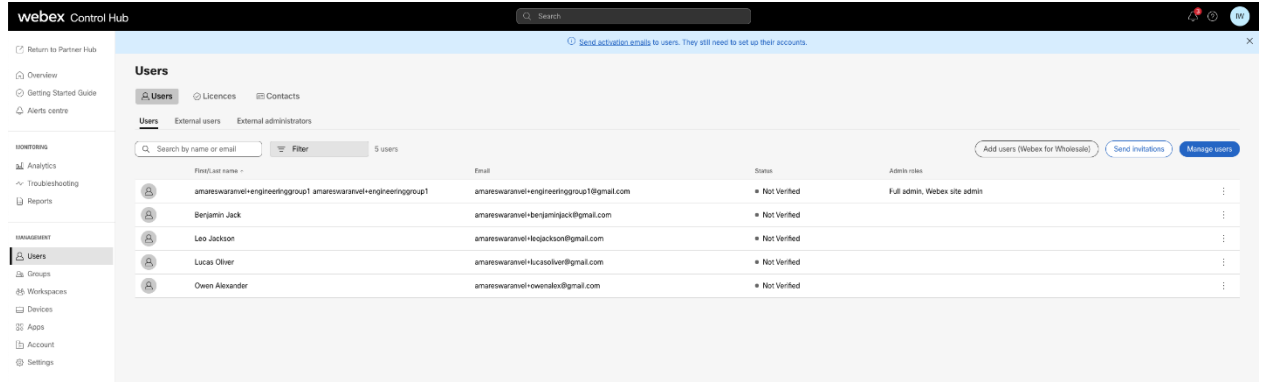 webex Control Hub
Search
3
IW
Return to Partner Hub
Send activation emails to users. They still need to set up their accounts.
Overview
Getting Started Guide
Alerts centre
MONITORING
Analytics
Troubleshooting
Reports
MANAGEMENT
Users
Groups
Workspaces
Devices
Apps
Account
Settings
Users
Users Licences Contacts
Users External users External administrators
Search by name or email Filter 5 users Add users (Webex for Wholesale) Send invitations Manage users
First/Last name Email Status Admin roles
amareswaranvel+engineeringgroup1 amareswaranvel+engineeringgroup1 amareswaranvel+engineeringgroup1@gmail.com Not Verified Full admin, Webex site admin
Benjamin Jack amareswaranvel+benjaminjack@gmail.com Not Verified
Leo Jackson amareswaranvel+leojackson@gmail.com Not Verified
Lucas Oliver amareswaranvel+lucasoliver@gmail.com Not Verified
Owen Alexander amareswaranvel+owenalex@gmail.com Not Verified